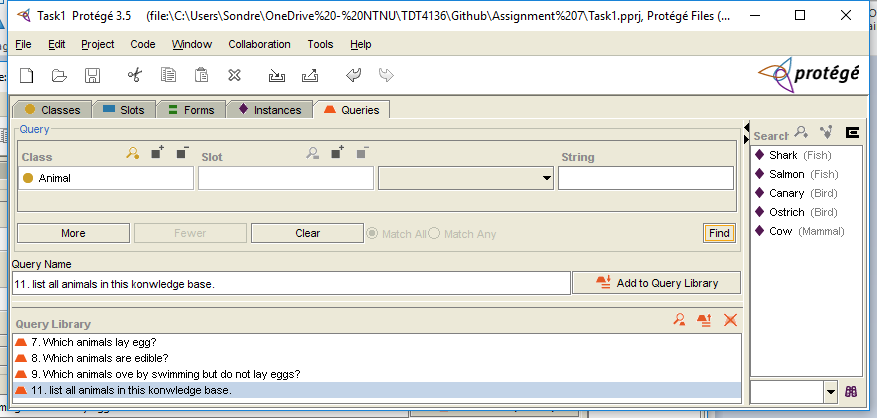 Task1 Protégé 3.5 (file:\C:\Users\Sondre\OneDrive%20-%20NTNU\TDT4136\Github\Assignment%207\Task1.pprj, Protégé Files (...
File Edit Project Code Window Collaboration Tools Help
protégé
Classes Slots Forms Instances Queries
Query
Class Slot String
Animal
More Fewer Clear Match All Match Any Find
Query Name
11. list all animals in this konwledge base. Add to Query Library
Query Library
7. Which animals lay egg?
8. Which animals are edible?
9. Which animals ove by swimming but do not lay eggs?
11. list all animals in this konwledge base.
Search
Shark (Fish)
Salmon (Fish)
Canary (Bird)
Ostrich (Bird)
Cow (Mammal)